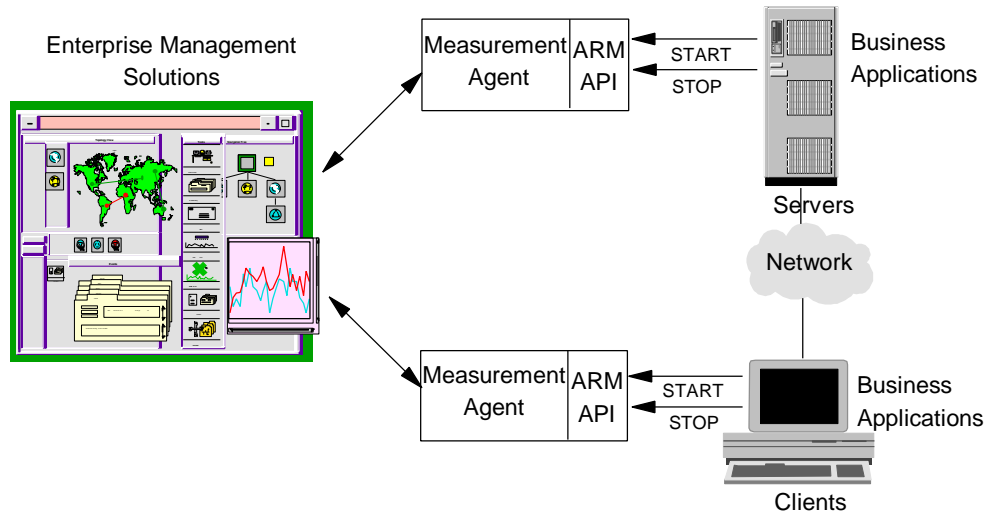 Enterprise Management
Solutions
Measurement
Agent
ARM
API
START
STOP
Business
Applications
Servers
Network
Measurement
Agent
ARM
API
START
STOP
Business
Applications
Clients